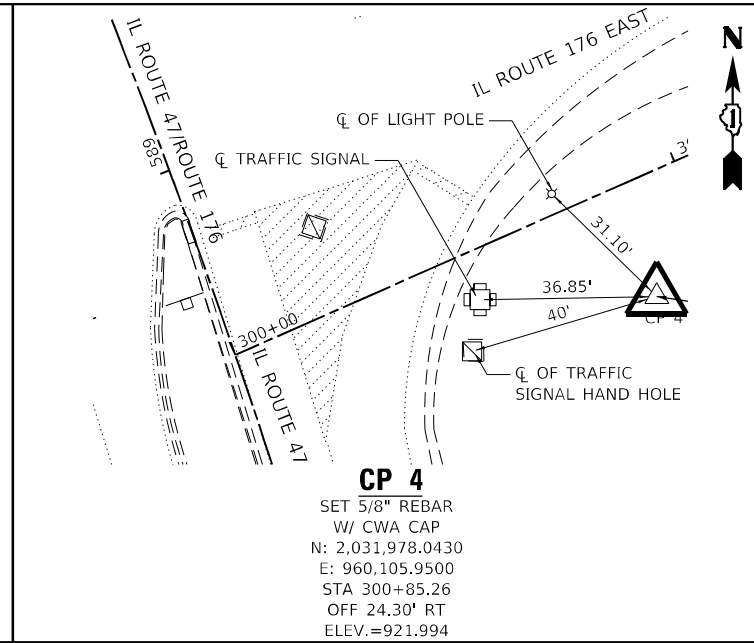 N
1
IL ROUTE 176 EAST
IL ROUTE 47/ROUTE 176
589
℄ OF LIGHT POLE
℄ TRAFFIC SIGNAL
31.10'
36.85'
40'
CP 4
300+00
IL ROUTE 47
℄ OF TRAFFIC
SIGNAL HAND HOLE
CP 4
SET 5/8" REBAR
W/ CWA CAP
N: 2,031,978.0430
E: 960,105.9500
STA 300+85.26
OFF 24.30' RT
ELEV.=921.994